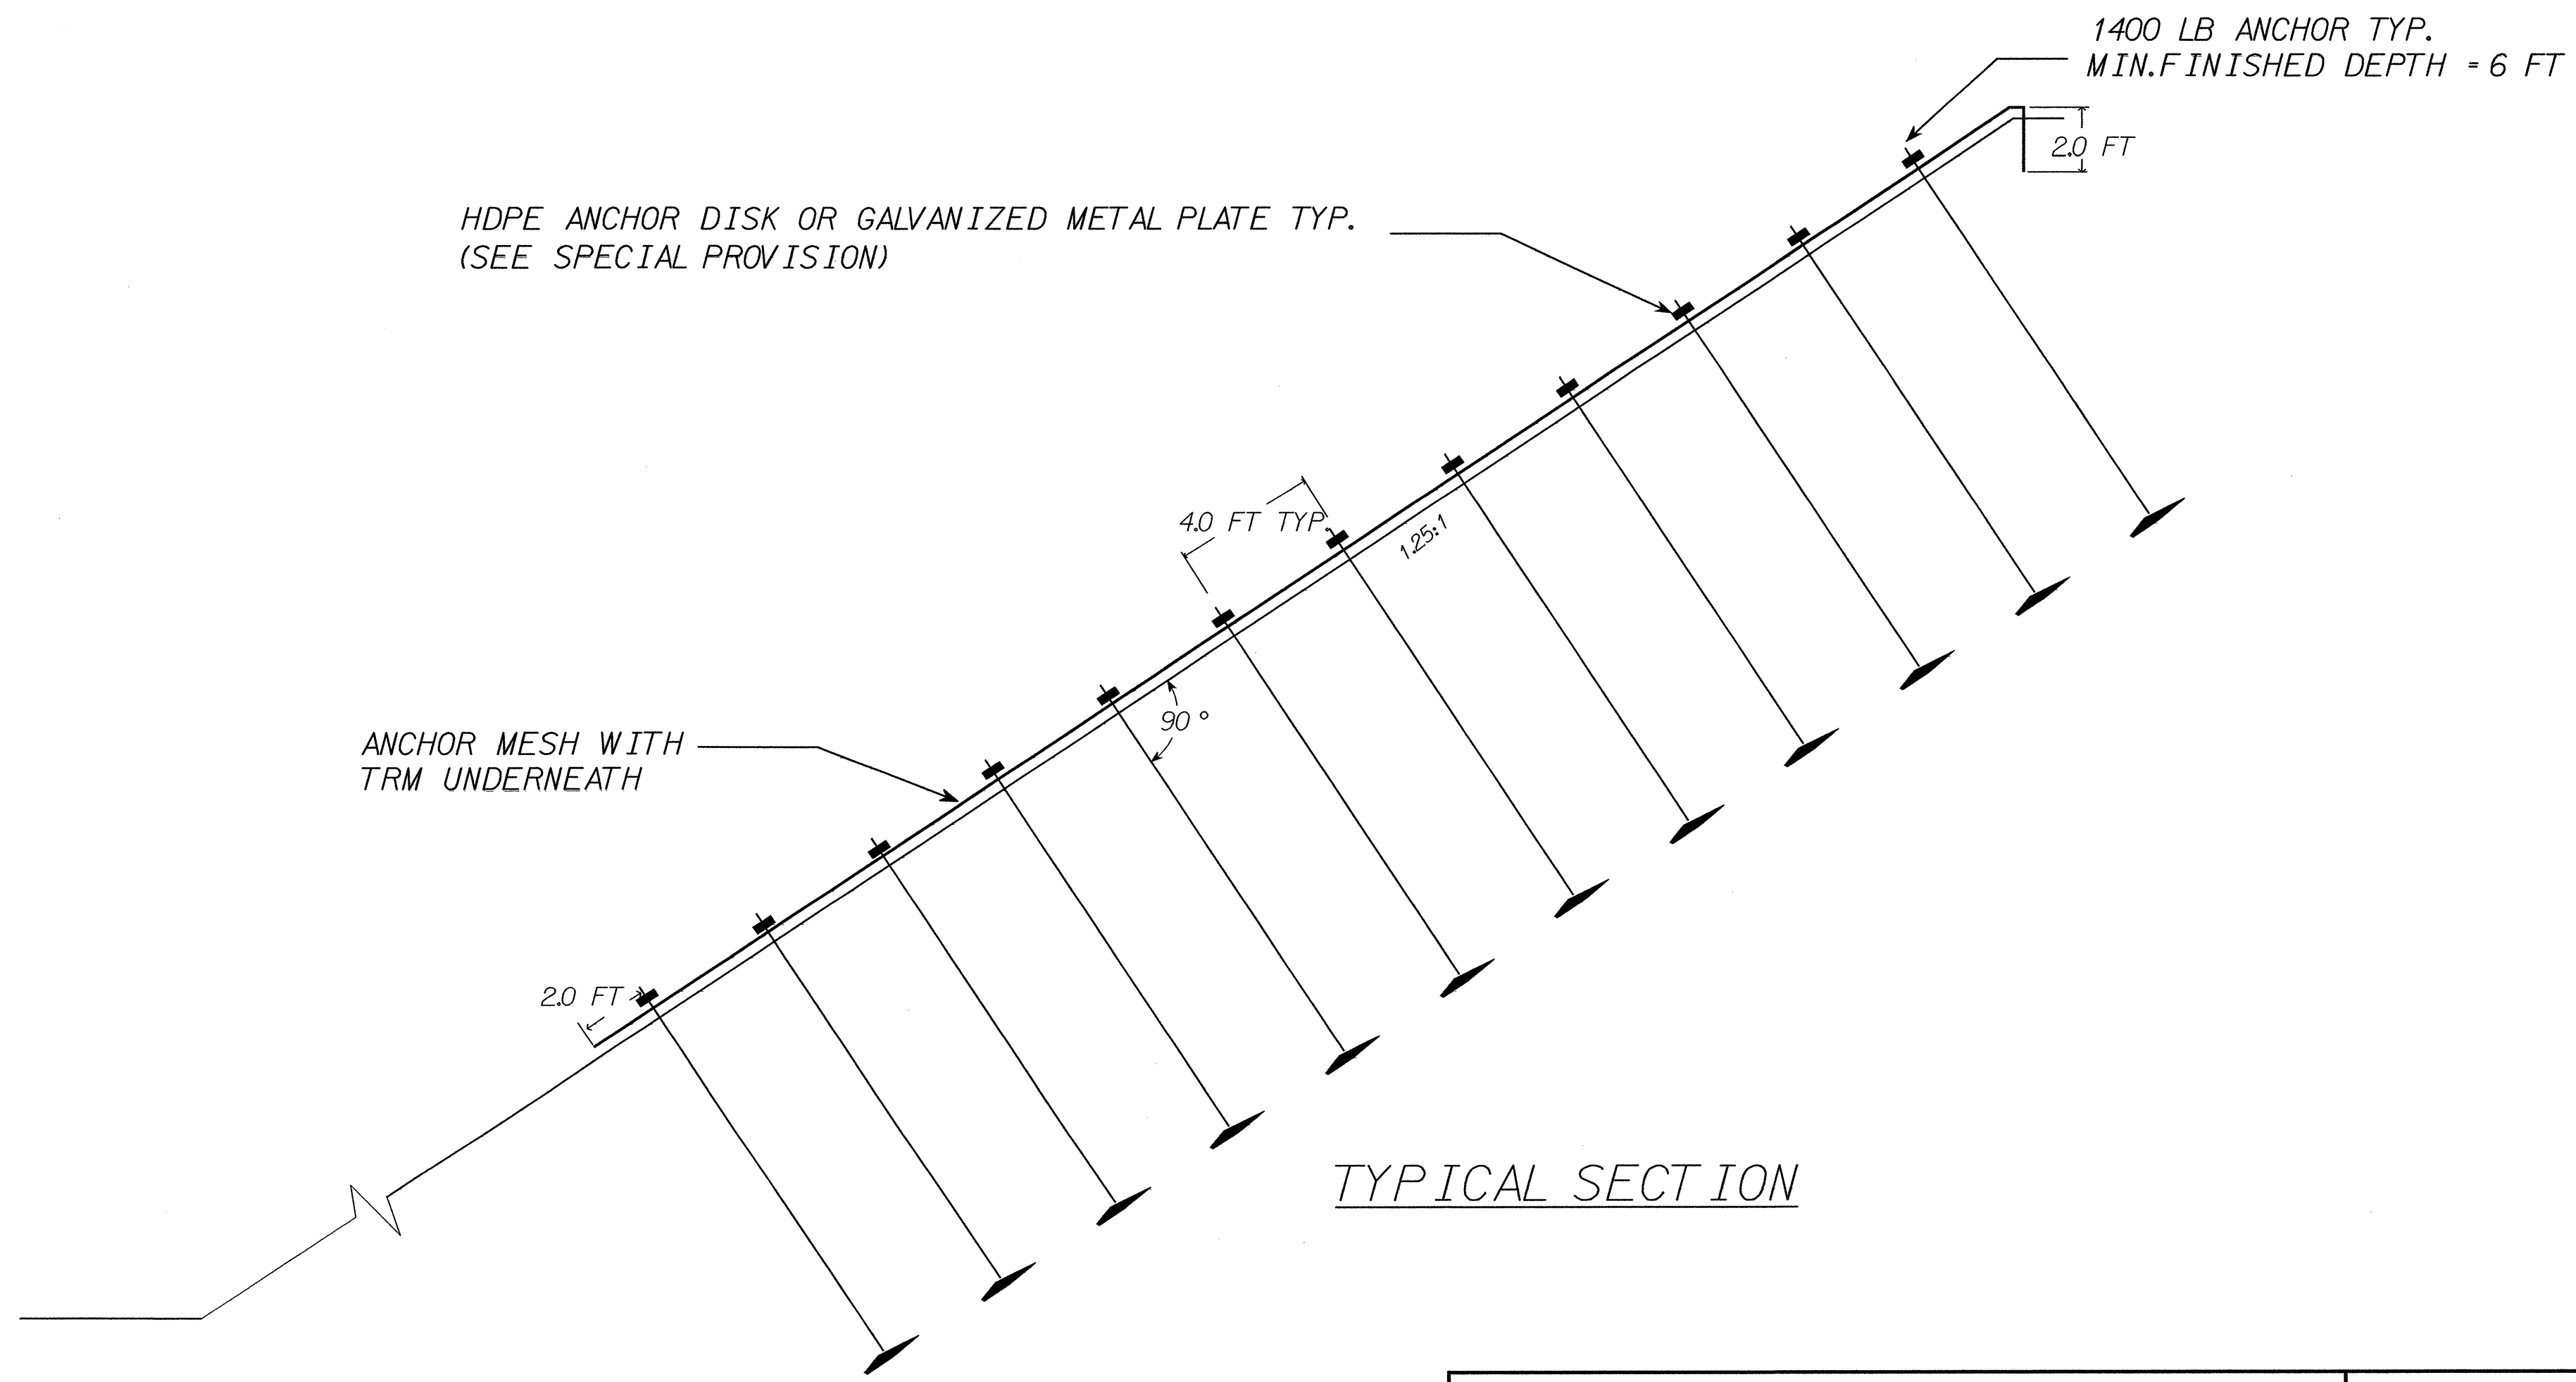 1400 LB ANCHOR TYP.
MIN. FINISHED DEPTH = 6 FT
2.0 FT
HDPE ANCHOR DISK OR GALVANIZED METAL PLATE TYP.
(SEE SPECIAL PROVISION)
4.0 FT TYP.
1.25:1
90°
ANCHOR MESH WITH
TRM UNDERNEATH
2.0 FT
TYPICAL SECTION